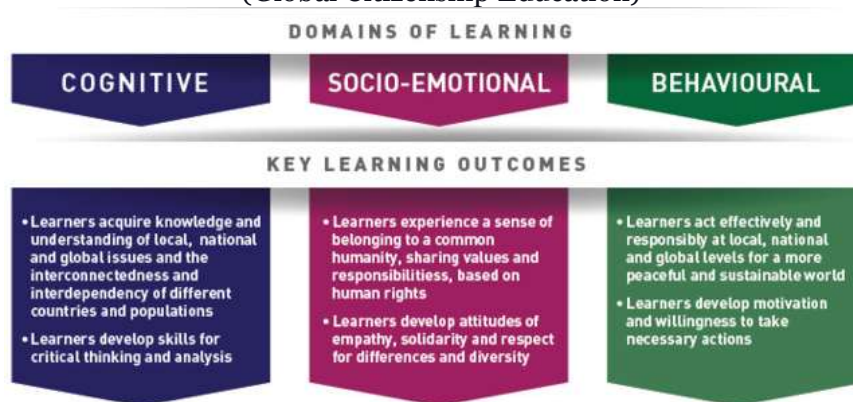 (Global Citizenship Education)
DOMAINS OF LEARNING
COGNITIVE
SOCIO-EMOTIONAL
BEHAVIOURAL
KEY LEARNING OUTCOMES
• Learners acquire knowledge and
understanding of local, national
and global issues and the
interconnectedness and
interdependency of different
countries and populations
• Learners develop skills for
critical thinking and analysis
• Learners experience a sense of
belonging to a common
humanity, sharing values and
responsibilitiess, based on
human rights
• Learners develop attitudes of
empathy, solidarity and respect
for differences and diversity
• Learners act effectively and
responsibly at local, national
and global levels for a more
peaceful and sustainable world
• Learners develop motivation
and willingness to take
necessary actions